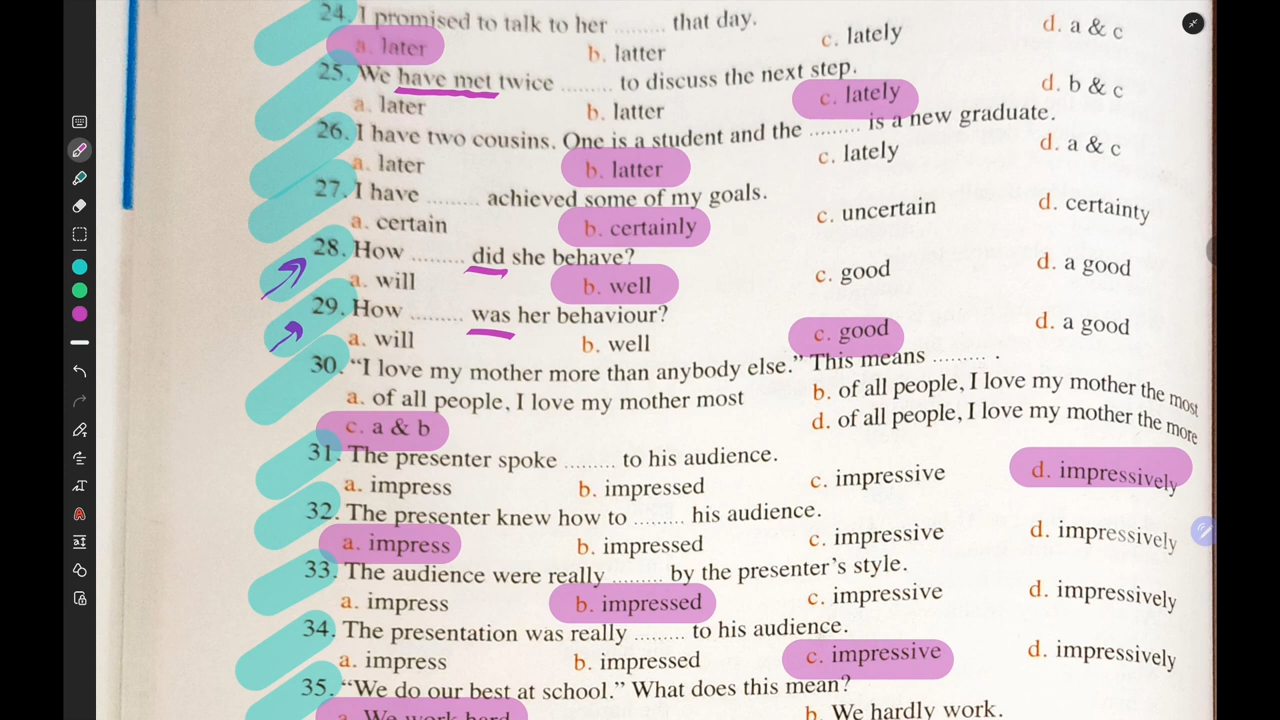 24. I promised to talk to her ......... that day.
a. later b. latter c. lately d. a & c
25. We have met twice ......... to discuss the next step.
a. later b. latter c. lately d. b & c
26. I have two cousins. One is a student and the ......... is a new graduate.
a. later b. latter c. lately d. a & c
27. I have ......... achieved some of my goals.
a. certain b. certainly c. uncertain d. certainty
28. How ......... did she behave?
a. will b. well c. good d. a good
29. How ......... was her behaviour?
a. will b. well c. good d. a good
30. “I love my mother more than anybody else.” This means ......... .
a. of all people, I love my mother most b. of all people, I love my mother the most
c. a & b d. of all people, I love my mother the more
31. The presenter spoke ......... to his audience.
a. impress b. impressed c. impressive d. impressively
32. The presenter knew how to ......... his audience.
a. impress b. impressed c. impressive d. impressively
33. The audience were really ......... by the presenter’s style.
a. impress b. impressed c. impressive d. impressively
34. The presentation was really ......... to his audience.
a. impress b. impressed c. impressive d. impressively
35. “We do our best at school.” What does this mean?
a. We work hard b. We hardly work.